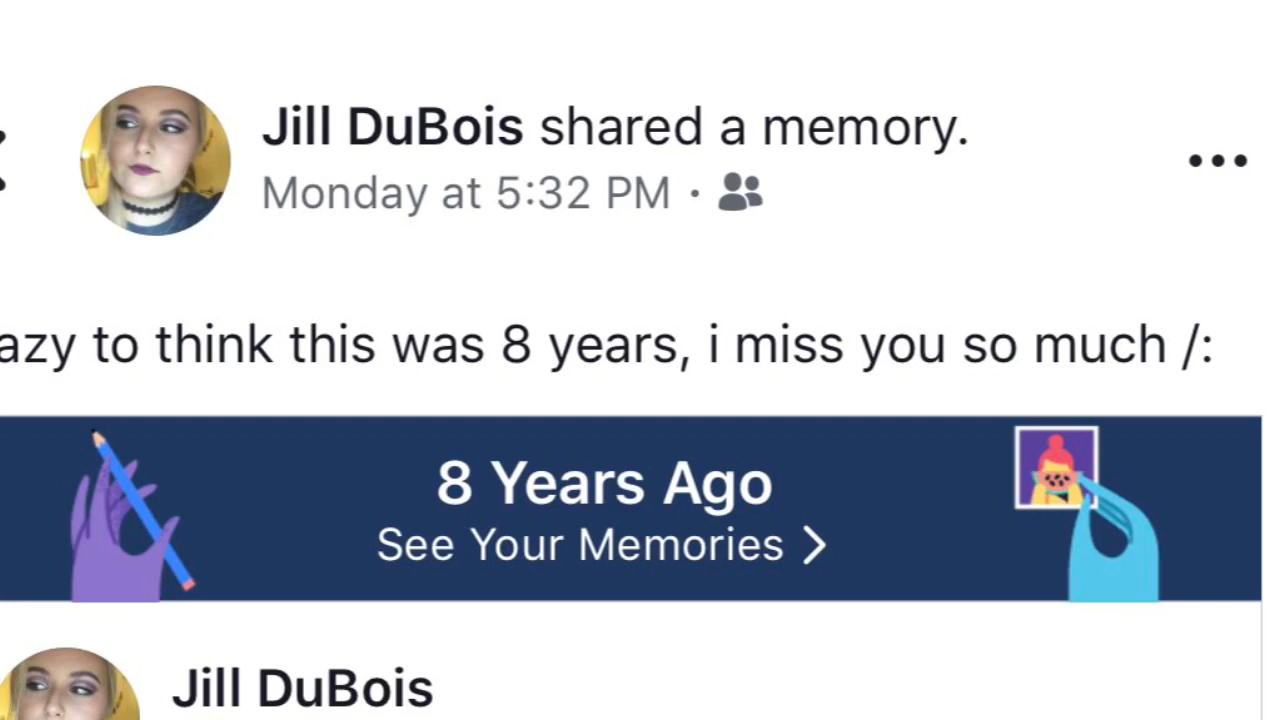 Jill DuBois shared a memory.
Monday at 5:32 PM ·
to think this was 8 years, i miss you so much /:
8 Years Ago
See Your Memories
Jill DuBois